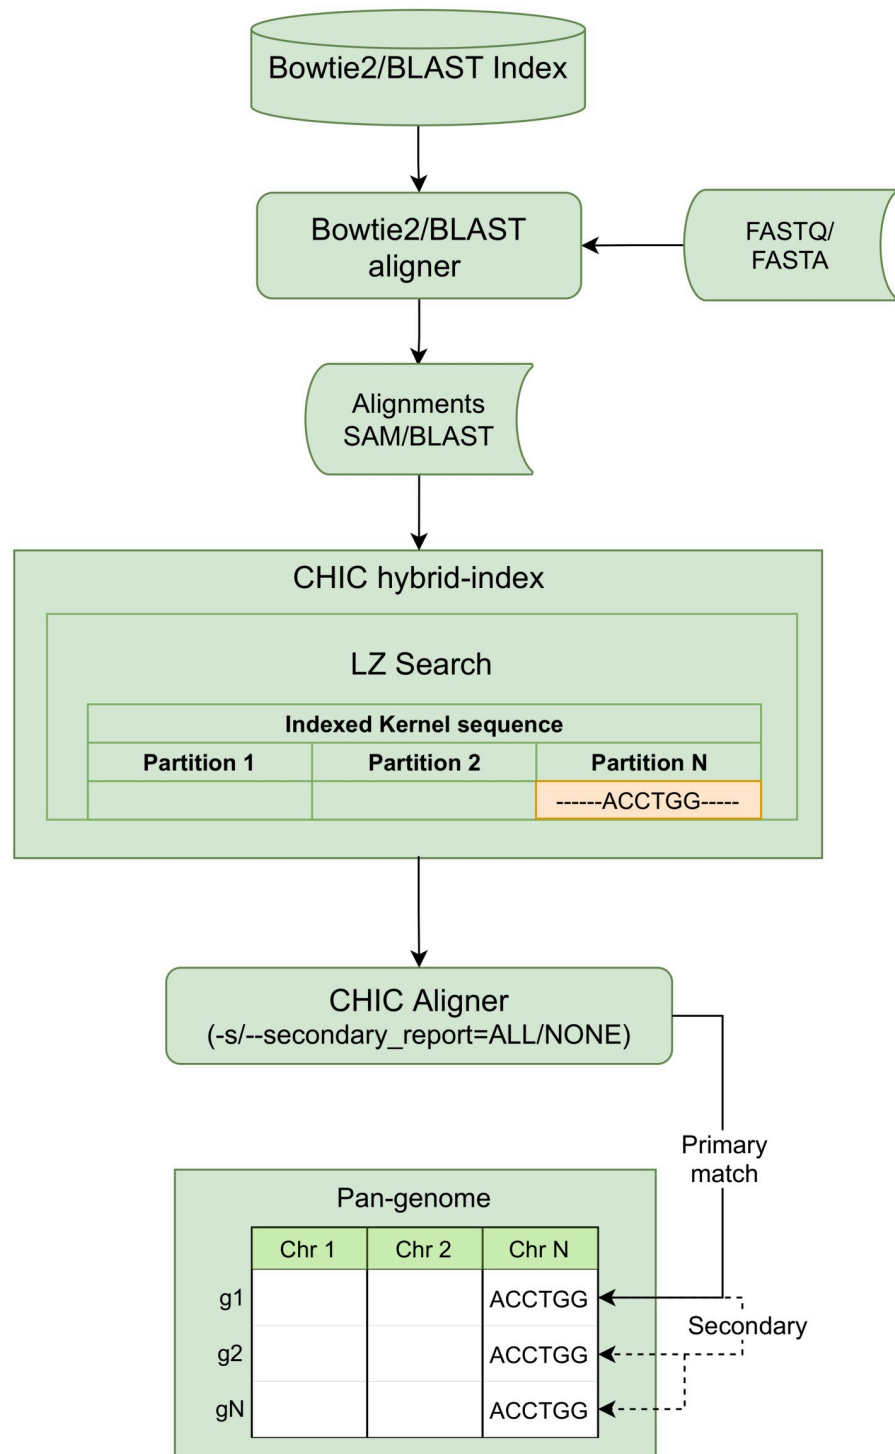 Bowtie2/BLAST Index
Bowtie2/BLAST
aligner
FASTQ/
FASTA
Alignments
SAM/BLAST
CHIC hybrid-index
LZ Search
Indexed Kernel sequence
Partition 1 Partition 2 Partition N
------ACCTGG-----
CHIC Aligner
(-s/--secondary_report=ALL/NONE)
Primary
match
Pan-genome
Chr 1 Chr 2 Chr N
g1 ACCTGG
Secondary
g2 ACCTGG
gN ACCTGG